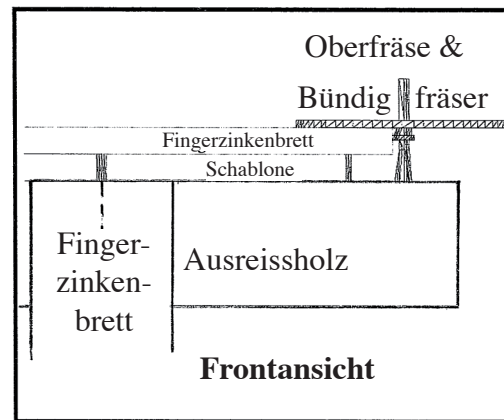 Oberfräse &
Bündig fräser
Fingerzinkenbrett
Schablone
Finger-
zinken-
brett
Ausreissholz
Frontansicht